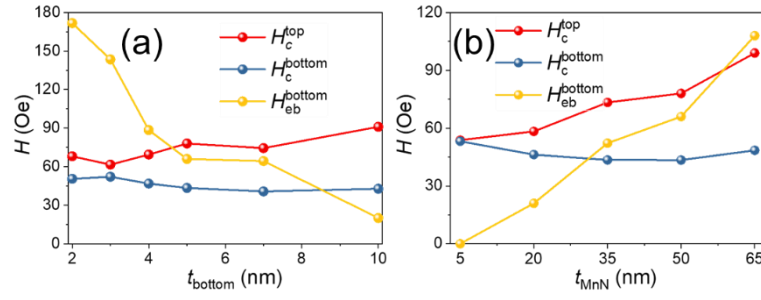 (a)
H_c^top
H_c^bottom
H_eb^bottom
H (Oe)
180
150
120
90
60
30
0
2 4 6 8 10
t_bottom (nm)
(b)
H_c^top
H_c^bottom
H_eb^bottom
H (Oe)
120
90
60
30
0
5 20 35 50 65
t_MnN (nm)